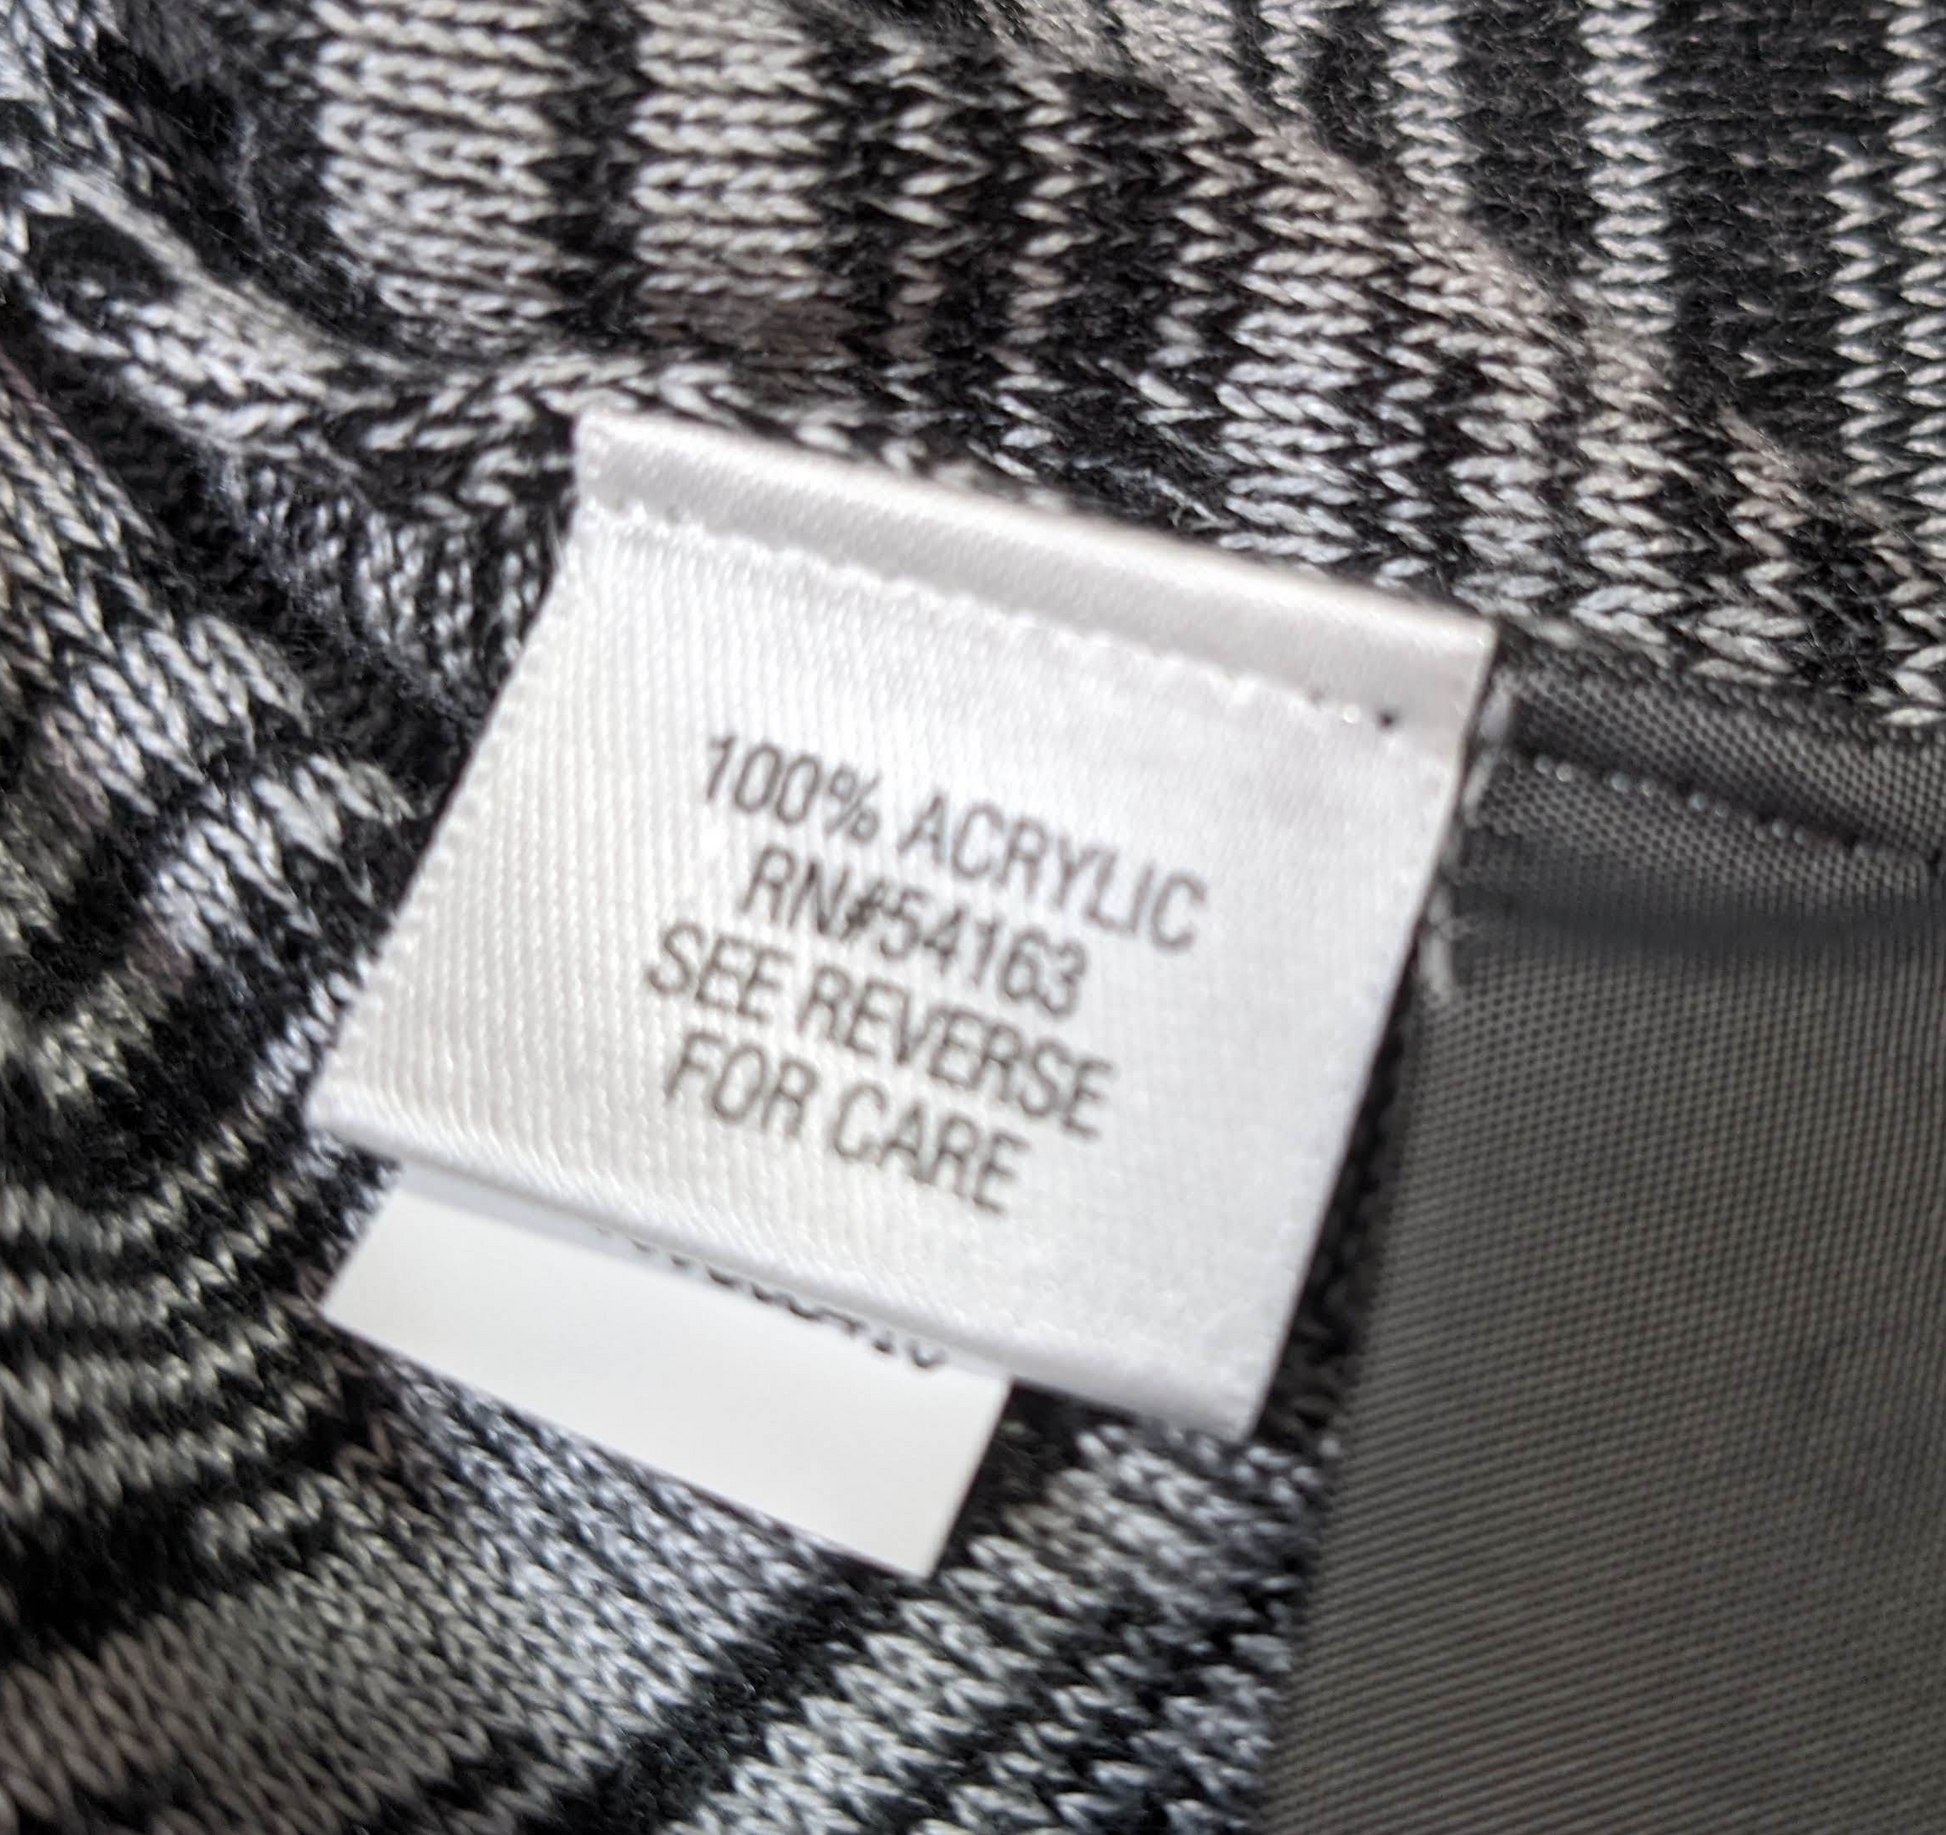 100% ACRYLIC
RN#54163
SEE REVERSE
FOR CARE